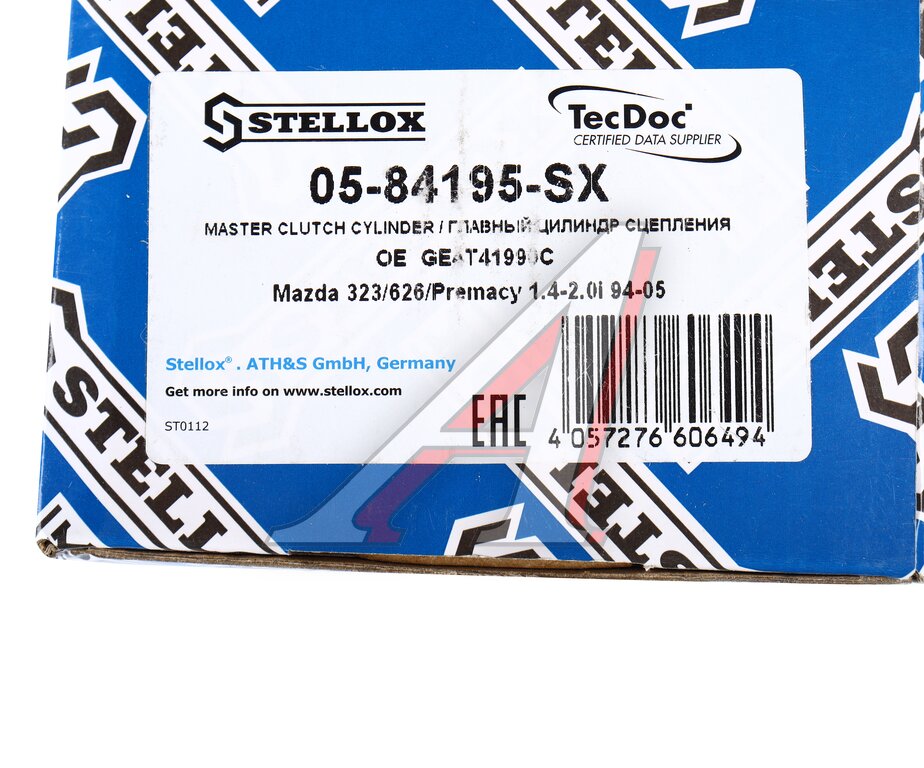 STELLOX
TecDoc
CERTIFIED DATA SUPPLIER
05-84195-SX
MASTER CLUTCH CYLINDER / ГЛАВНЫЙ ЦИЛИНДР СЦЕПЛЕНИЯ
OE GEAT41990C
Mazda 323/626/Premacy 1.4-2.0i 94-05
Stellox® . ATH&S GmbH, Germany
Get more info on www.stellox.com
ST0112
EAC
4 057276 606494